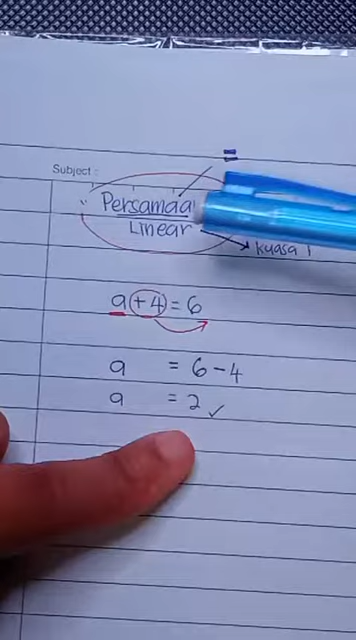 =
Subject :
Persamaa
Linear
kuasa 1
a + 4 = 6
a = 6 - 4
a = 2 ✓